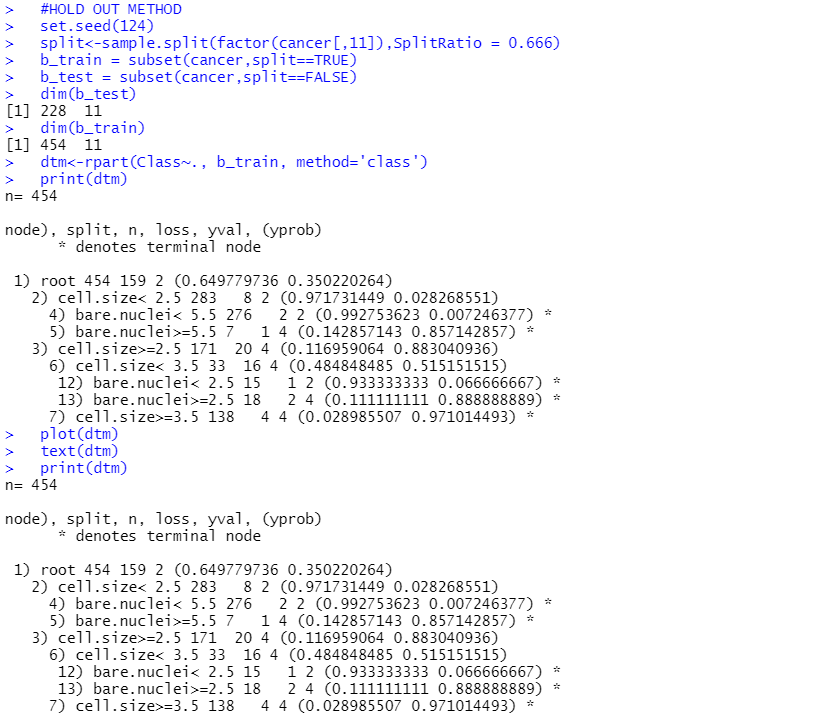 >   #HOLD OUT METHOD
>   set.seed(124)
>   split<-sample.split(factor(cancer[,11]),SplitRatio = 0.666)
>   b_train = subset(cancer,split==TRUE)
>   b_test = subset(cancer,split==FALSE)
>   dim(b_test)
[1] 228  11
>   dim(b_train)
[1] 454  11
>   dtm<-rpart(Class~., b_train, method='class')
>   print(dtm)
n= 454

node), split, n, loss, yval, (yprob)
      * denotes terminal node

 1) root 454 159 2 (0.649779736 0.350220264)
   2) cell.size< 2.5 283   8 2 (0.971731449 0.028268551)
     4) bare.nuclei< 5.5 276   2 2 (0.992753623 0.007246377) *
     5) bare.nuclei>=5.5 7   1 4 (0.142857143 0.857142857) *
   3) cell.size>=2.5 171  20 4 (0.116959064 0.883040936)
     6) cell.size< 3.5 33  16 4 (0.484848485 0.515151515)
      12) bare.nuclei< 2.5 15   1 2 (0.933333333 0.066666667) *
      13) bare.nuclei>=2.5 18   2 4 (0.111111111 0.888888889) *
     7) cell.size>=3.5 138   4 4 (0.028985507 0.971014493) *
>   plot(dtm)
>   text(dtm)
>   print(dtm)
n= 454

node), split, n, loss, yval, (yprob)
      * denotes terminal node

 1) root 454 159 2 (0.649779736 0.350220264)
   2) cell.size< 2.5 283   8 2 (0.971731449 0.028268551)
     4) bare.nuclei< 5.5 276   2 2 (0.992753623 0.007246377) *
     5) bare.nuclei>=5.5 7   1 4 (0.142857143 0.857142857) *
   3) cell.size>=2.5 171  20 4 (0.116959064 0.883040936)
     6) cell.size< 3.5 33  16 4 (0.484848485 0.515151515)
      12) bare.nuclei< 2.5 15   1 2 (0.933333333 0.066666667) *
      13) bare.nuclei>=2.5 18   2 4 (0.111111111 0.888888889) *
     7) cell.size>=3.5 138   4 4 (0.028985507 0.971014493) *